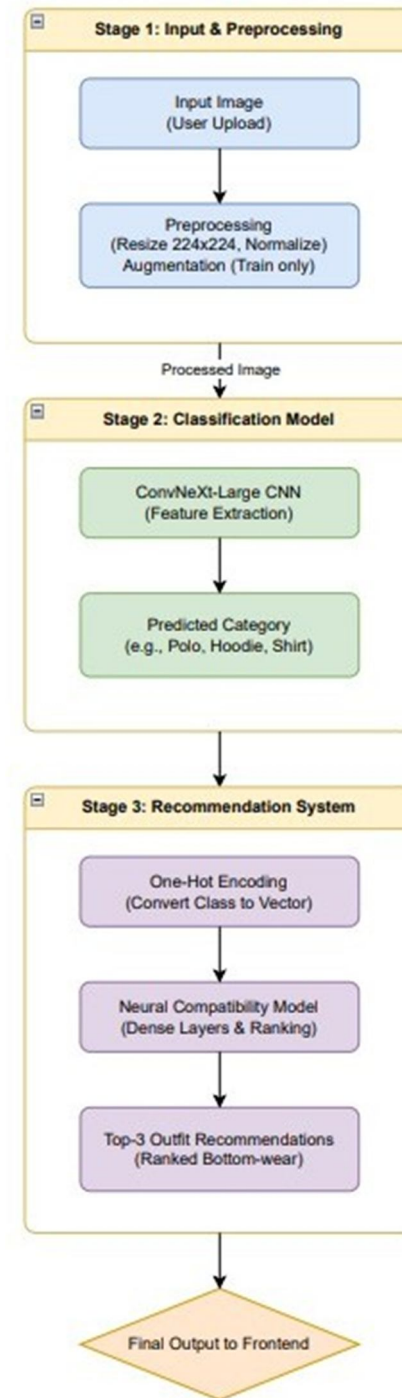 Stage 1: Input & Preprocessing
Input Image
(User Upload)
Preprocessing
(Resize 224x224, Normalize)
Augmentation (Train only)
Processed Image
Stage 2: Classification Model
ConvNeXt-Large CNN
(Feature Extraction)
Predicted Category
(e.g., Polo, Hoodie, Shirt)
Stage 3: Recommendation System
One-Hot Encoding
(Convert Class to Vector)
Neural Compatibility Model
(Dense Layers & Ranking)
Top-3 Outfit Recommendations
(Ranked Bottom-wear)
Final Output to Frontend